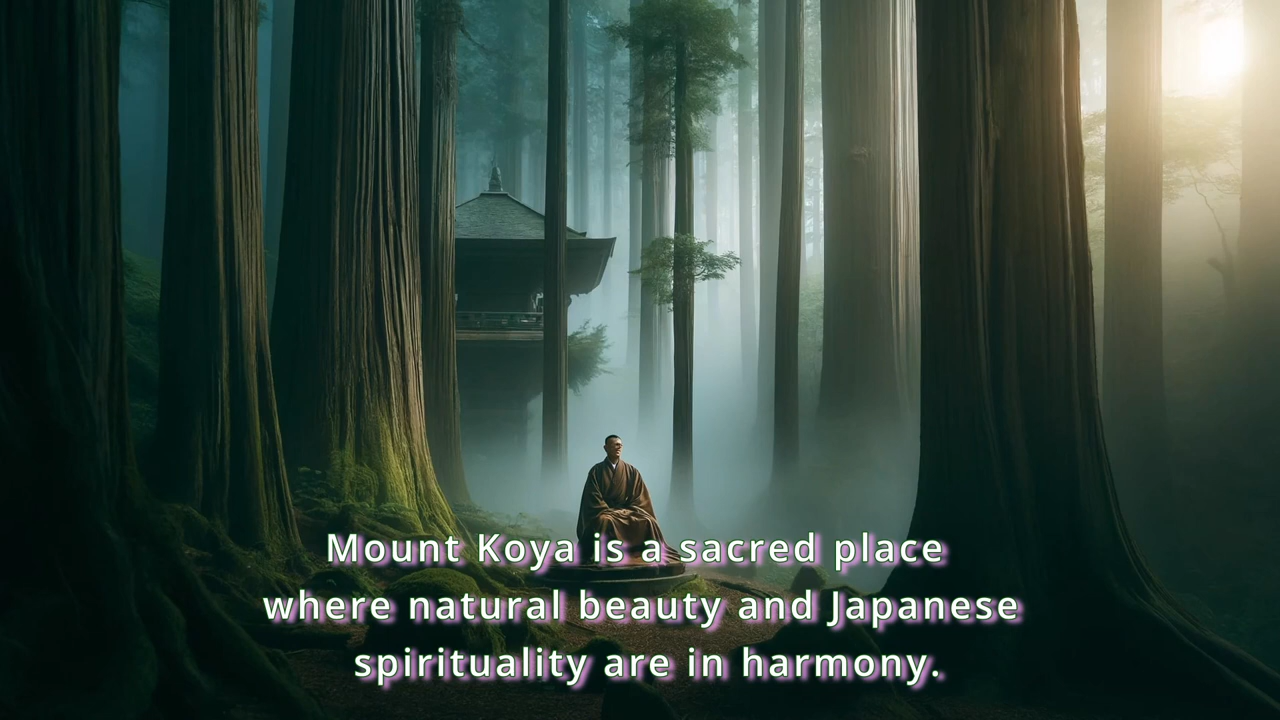 Mount Koya is a sacred place
where natural beauty and Japanese
spirituality are in harmony.